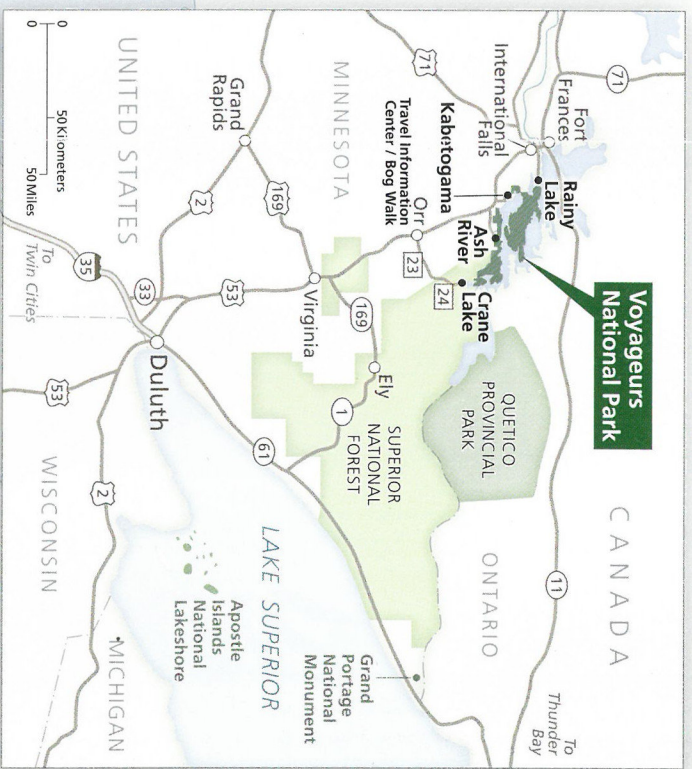 Voyageurs
National Park
CANADA
71
11
To
Thunder
Bay
Fort
Frances
International
Falls
Rainy
Lake
71
Kabetogama
Ash
River
Crane
Lake
Orr
Travel Information
Center / Bog Walk
23
24
QUETICO
PROVINCIAL
PARK
ONTARIO
MINNESOTA
SUPERIOR
NATIONAL
FOREST
Ely
169
1
Grand
Portage
National
Monument
Grand
Rapids
169
Virginia
2
53
61
LAKE SUPERIOR
UNITED STATES
33
Duluth
35
To
Twin Cities
Apostle
Islands
National
Lakeshore
53
2
WISCONSIN
MICHIGAN
0
50 Kilometers
0
50 Miles